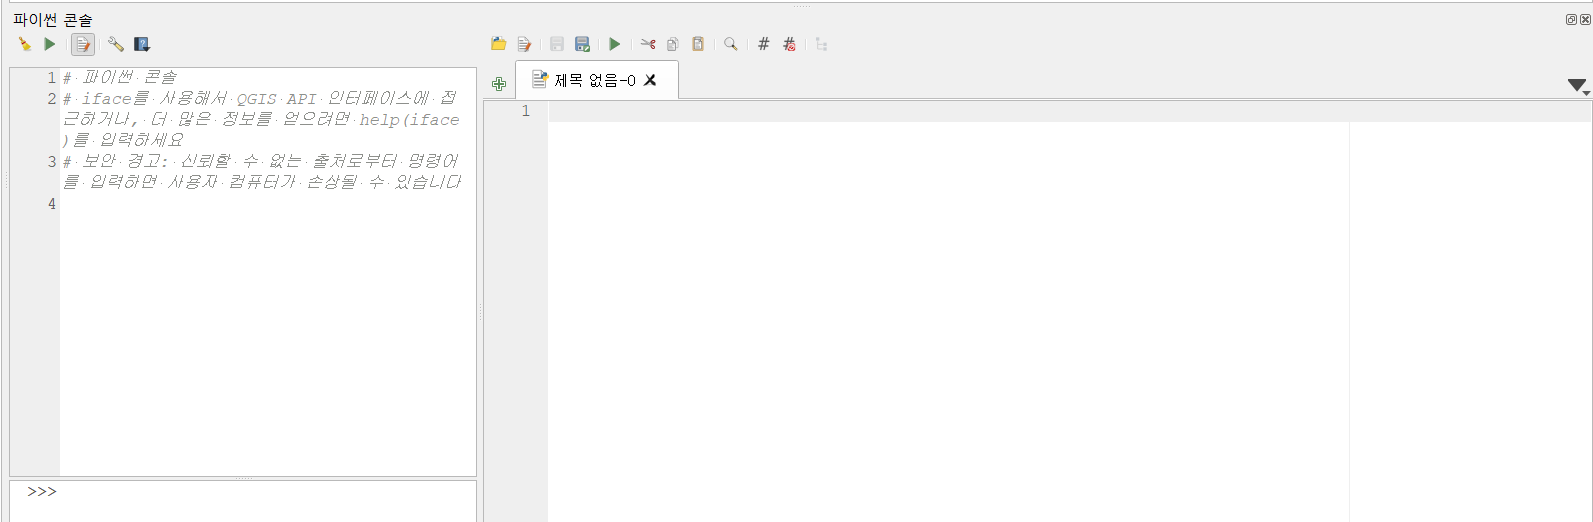 파이썬 콘솔
1 # 파이썬 콘솔
2 # iface를 사용해서 QGIS API 인터페이스에 접
근하거나, 더 많은 정보를 얻으려면 help(iface
)를 입력하세요
3 # 보안 경고: 신뢰할 수 없는 출처로부터 명령어
를 입력하면 사용자 컴퓨터가 손상될 수 있습니다
4
>>>
제목 없음-0
1